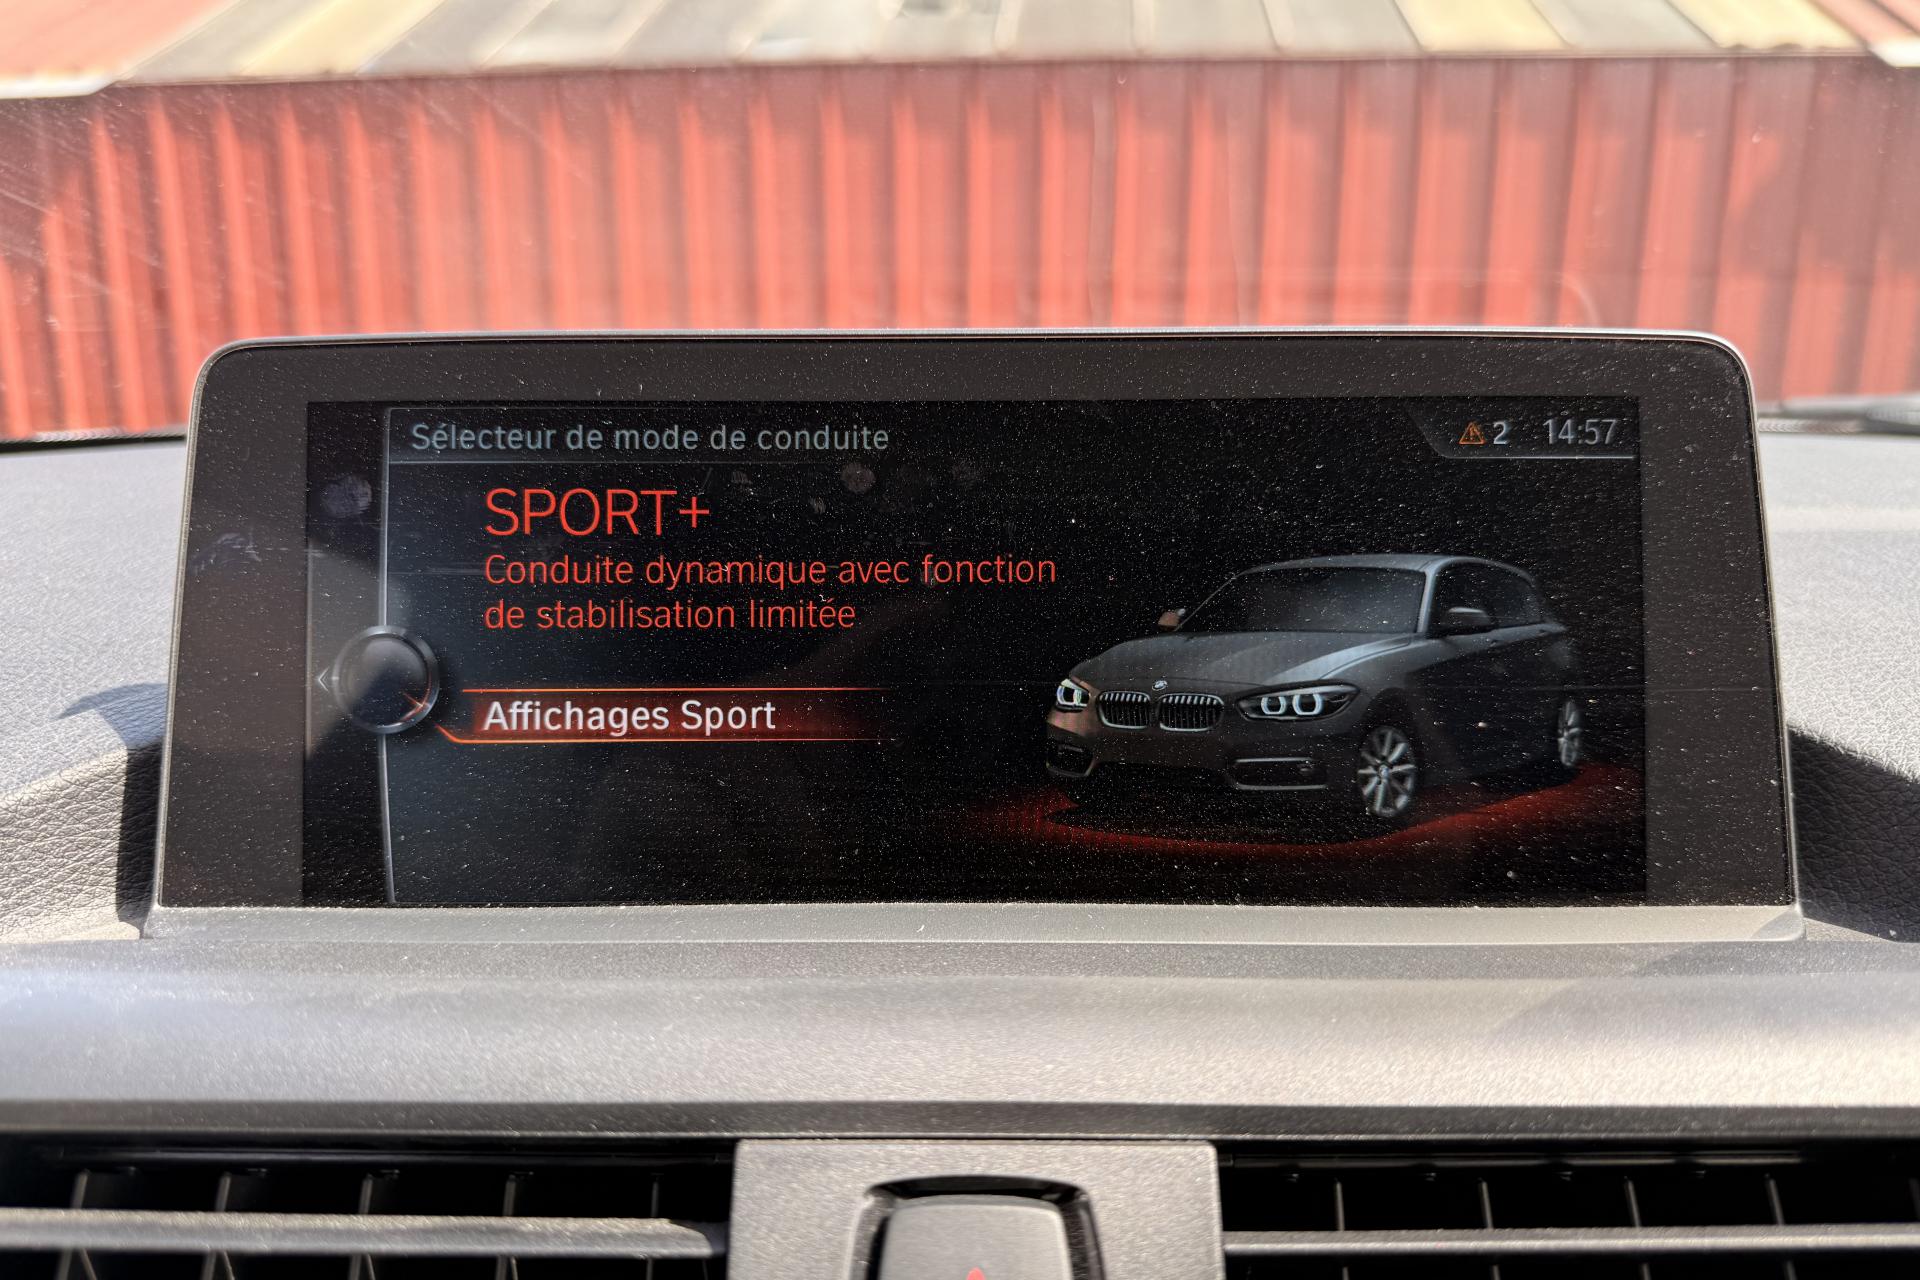 Sélecteur de mode de conduite
2 14:57
SPORT+
Conduite dynamique avec fonction
de stabilisation limitée
Affichages Sport